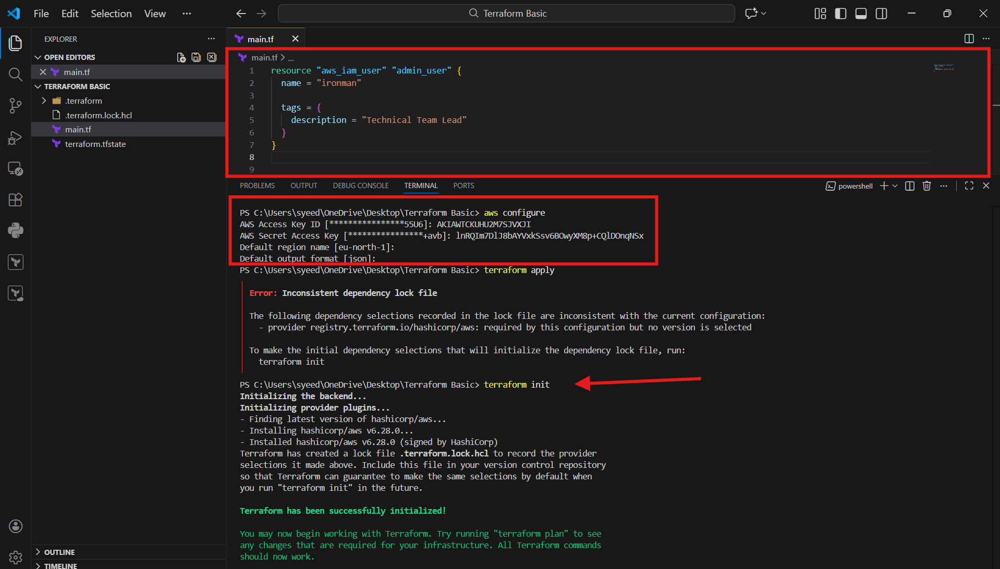 File Edit Selection View ···
Terraform Basic
EXPLORER
OPEN EDITORS
main.tf
TERRAFORM BASIC
.terraform
.terraform.lock.hcl
main.tf
terraform.tfstate
OUTLINE
TIMELINE
main.tf
main.tf > ...
1 resource "aws_iam_user" "admin_user" {
2 name = "ironman"
3
4 tags = {
5 description = "Technical Team Lead"
6 }
7 }
8
9
PROBLEMS OUTPUT DEBUG CONSOLE TERMINAL PORTS
powershell
PS C:\Users\syeed\OneDrive\Desktop\Terraform Basic> aws configure
AWS Access Key ID [****************55U6]: AKIAWTCKUHU2M7SJVXJI
AWS Secret Access Key [****************+avb]: 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
Default region name [eu-north-1]:
Default output format [json]:
PS C:\Users\syeed\OneDrive\Desktop\Terraform Basic> terraform apply
Error: Inconsistent dependency lock file
The following dependency selections recorded in the lock file are inconsistent with the current configuration:
- provider registry.terraform.io/hashicorp/aws: required by this configuration but no version is selected
To make the initial dependency selections that will initialize the dependency lock file, run:
terraform init
PS C:\Users\syeed\OneDrive\Desktop\Terraform Basic> terraform init
Initializing the backend...
Initializing provider plugins...
- Finding latest version of hashicorp/aws...
- Installing hashicorp/aws v6.28.0...
- Installed hashicorp/aws v6.28.0 (signed by HashiCorp)
Terraform has created a lock file .terraform.lock.hcl to record the provider
selections it made above. Include this file in your version control repository
so that Terraform can guarantee to make the same selections by default when
you run "terraform init" in the future.
Terraform has been successfully initialized!
You may now begin working with Terraform. Try running "terraform plan" to see
any changes that are required for your infrastructure. All Terraform commands
should now work.